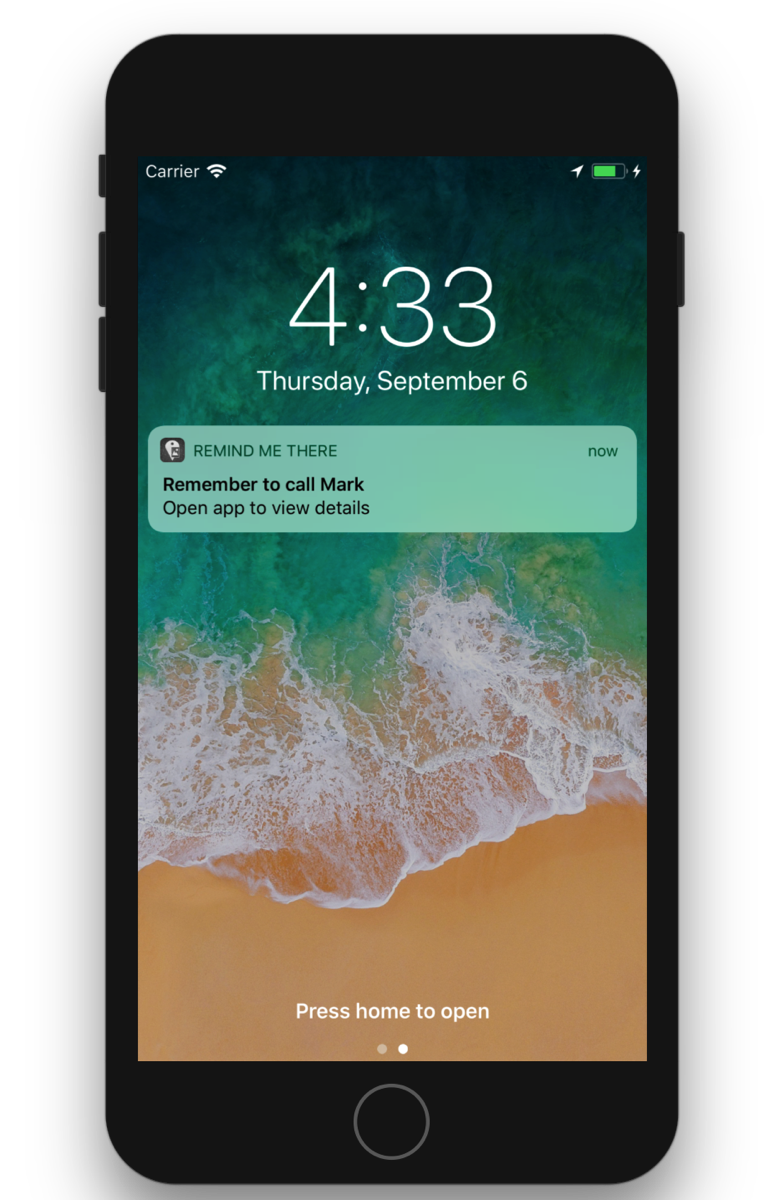 Carrier
4:33
Thursday, September 6
REMIND ME THERE now
Remember to call Mark
Open app to view details
Press home to open